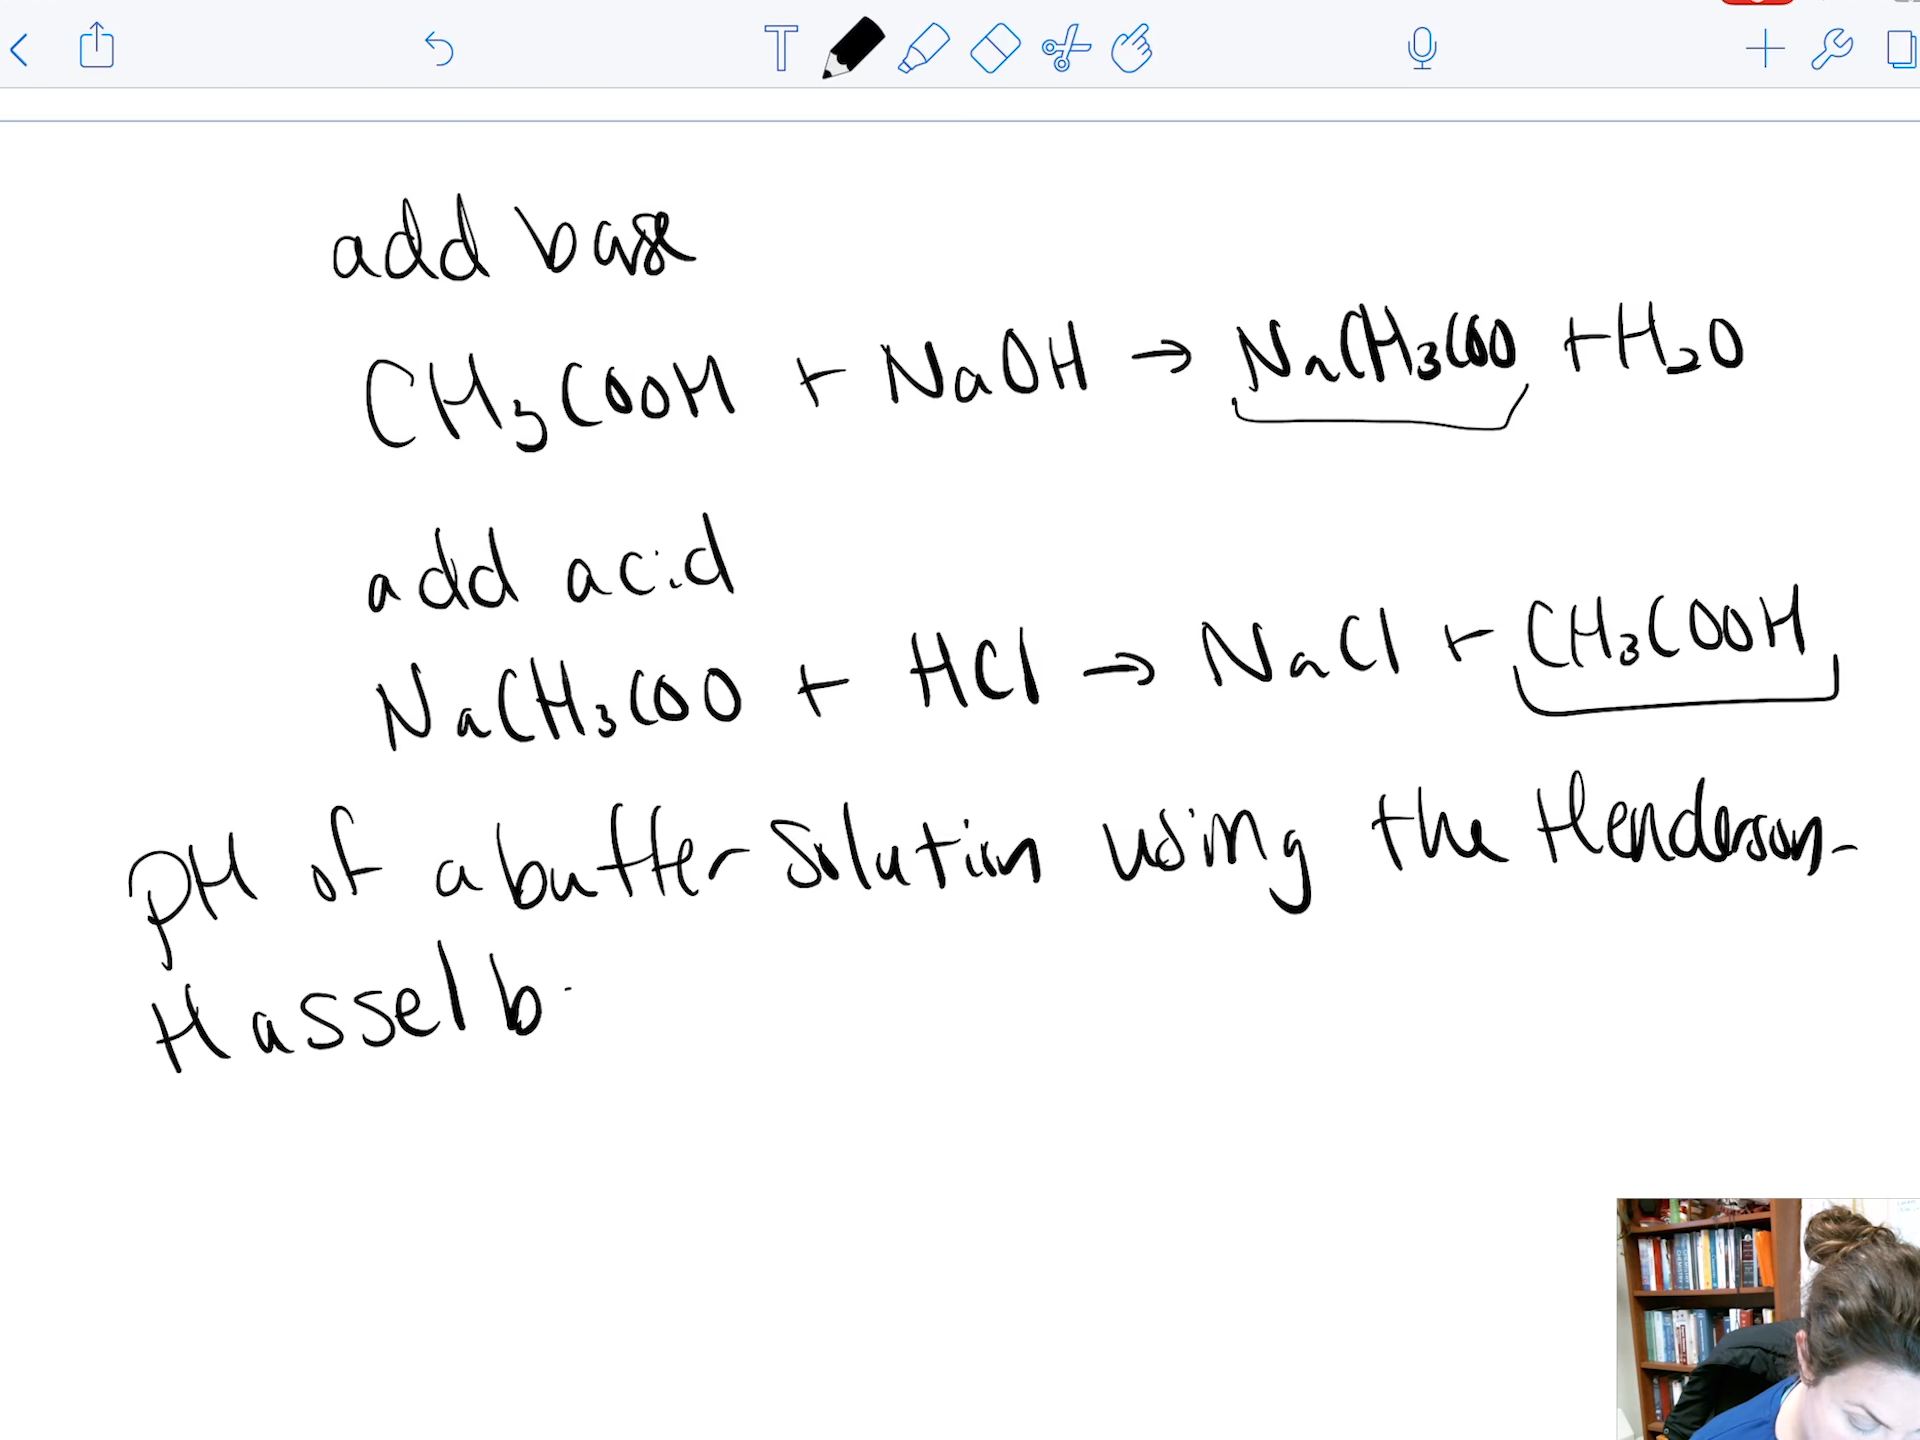 add base
CH₃COOH + NaOH → NaCH₃COO + H₂O
add acid
NaCH₃COO + HCl → NaCl + CH₃COOH
pH of a buffer solution using the Henderson-
Hasselb